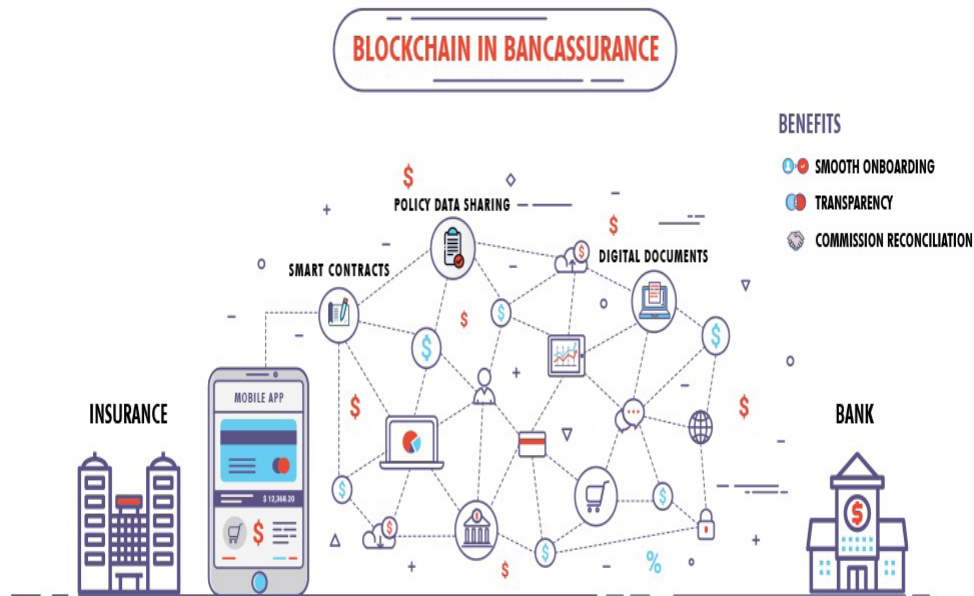 BLOCKCHAIN IN BANCASSURANCE
BENEFITS
SMOOTH ONBOARDING
TRANSPARENCY
COMMISSION RECONCILIATION
POLICY DATA SHARING
DIGITAL DOCUMENTS
SMART CONTRACTS
MOBILE APP
INSURANCE
BANK
$ 12,368.20